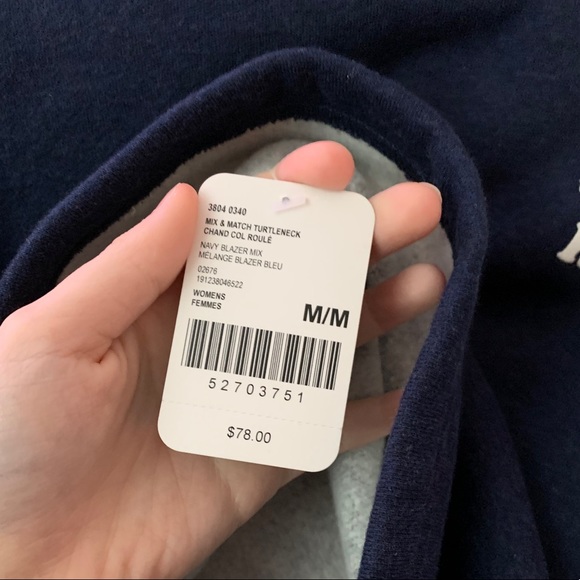 3804 0340
MIX & MATCH TURTLENECK
CHAND COL ROULÉ
NAVY BLAZER MIX
MELANGE BLAZER BLEU
02676
191238046522
WOMENS
FEMMES
M/M
52703751
$78.00